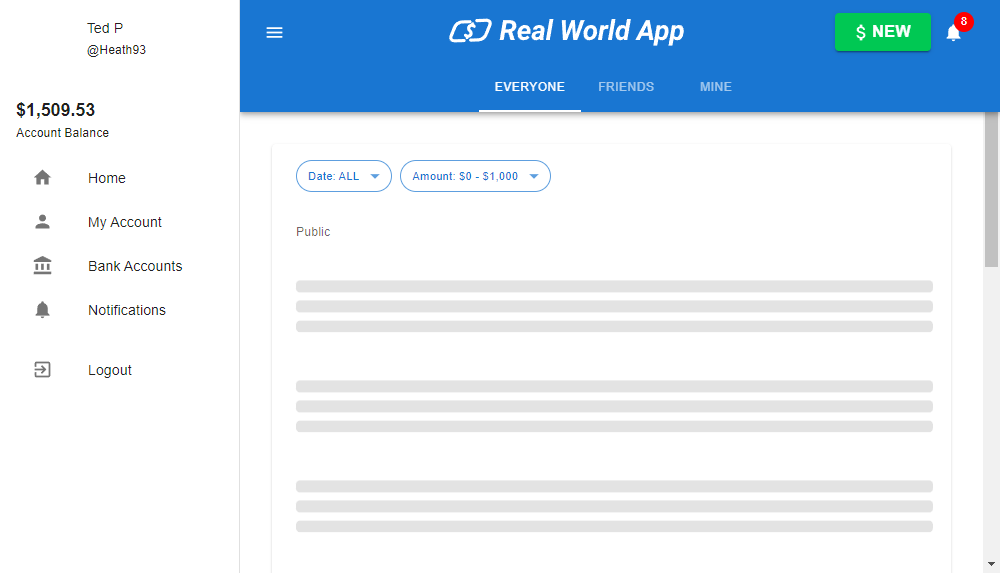 Ted P
@Heath93
$1,509.53
Account Balance
Home
My Account
Bank Accounts
Notifications
Logout
Real World App
$ NEW
8
EVERYONE
FRIENDS
MINE
Date: ALL
Amount: $0 - $1,000
Public